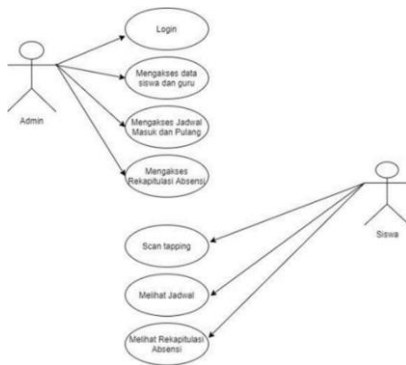 Login
Mengakses data
siswa dan guru
Admin
Mengakses Jadwal
Masuk dan Pulang
Mengakses
Rekapitulasi Absensi
Siswa
Scan tapping
Melihat Jadwal
Melihat Rekapitulasi
Absensi